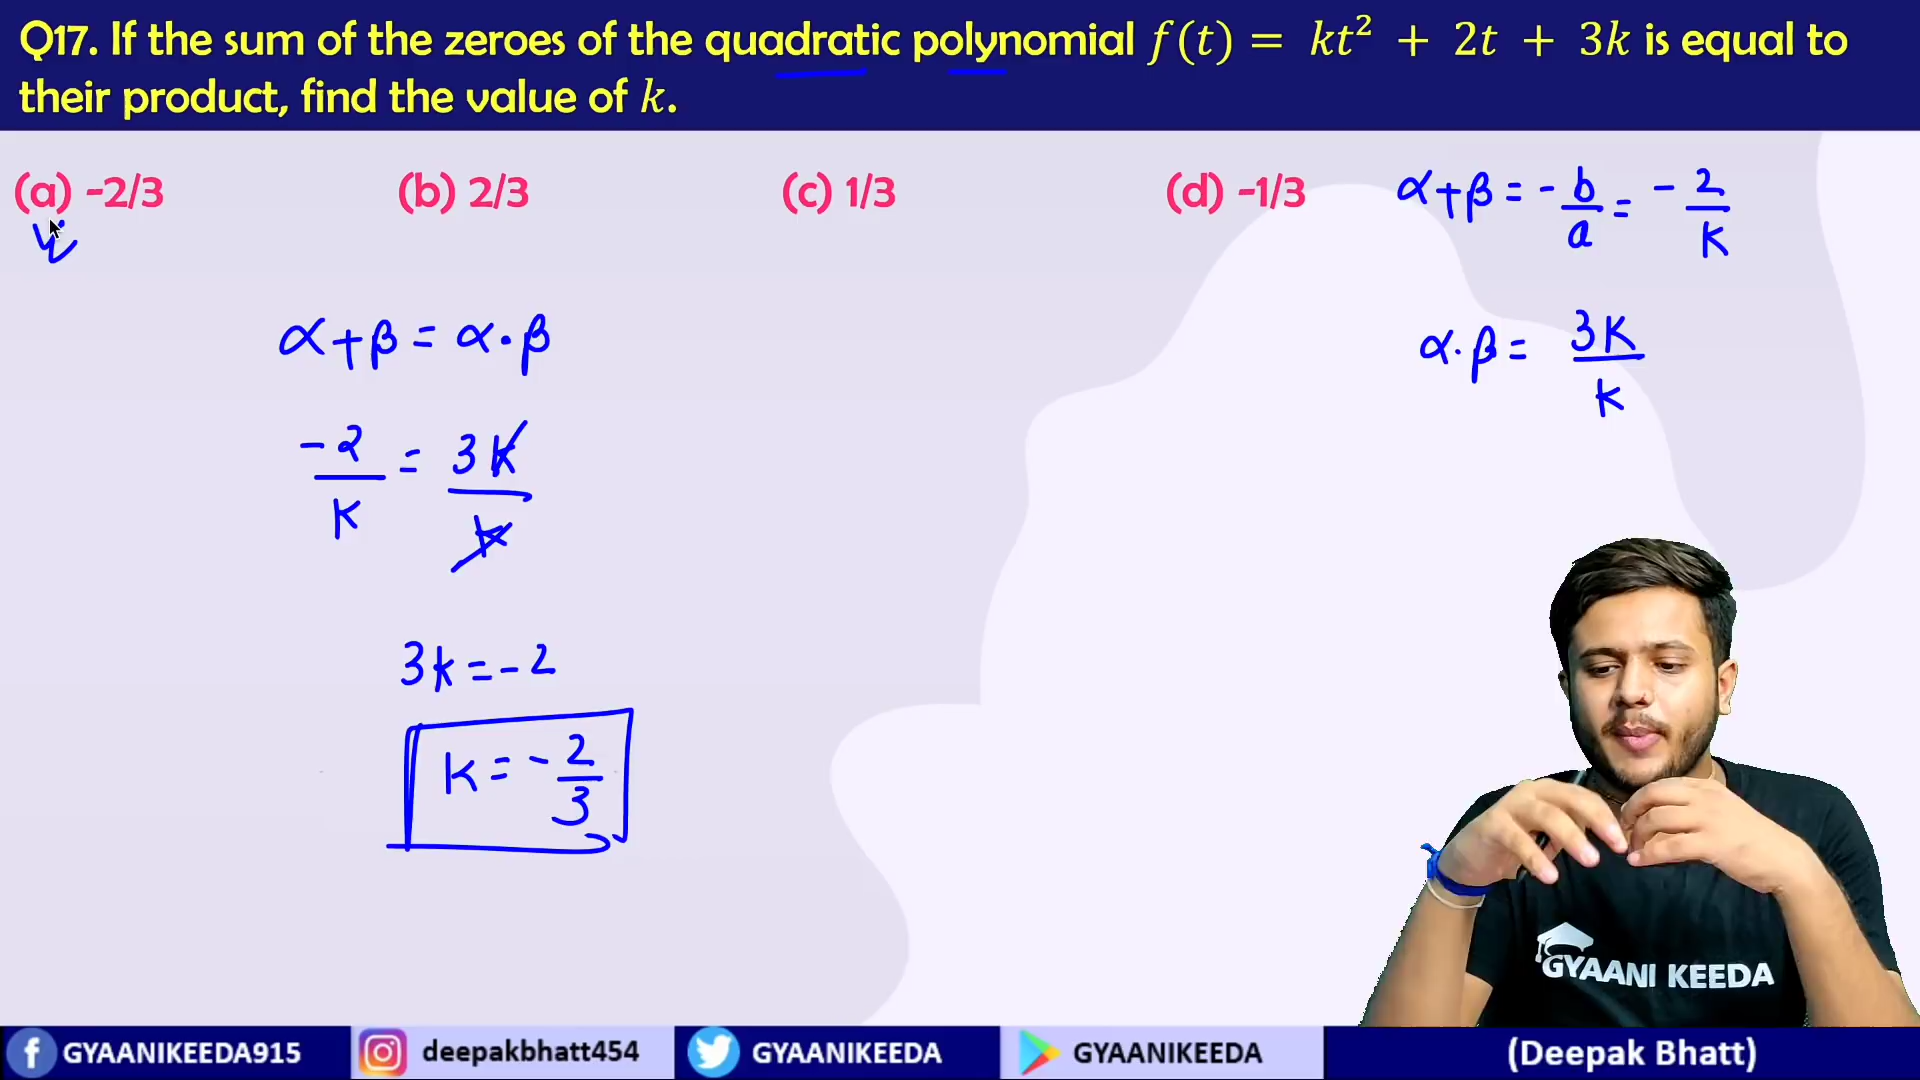 Q17. If the sum of the zeroes of the quadratic polynomial f(t) = kt² + 2t + 3k is equal to
their product, find the value of k.
(a) -2/3 (b) 2/3 (c) 1/3 (d) -1/3
α+β = -b/a = -2/k
α·β = 3k/k
α+β = α·β
-2/k = 3k/k
3k = -2
k = -2/3
GYAANI KEEDA
GYAANIKEEDA915 deepakbhatt454 GYAANIKEEDA GYAANIKEEDA (Deepak Bhatt)